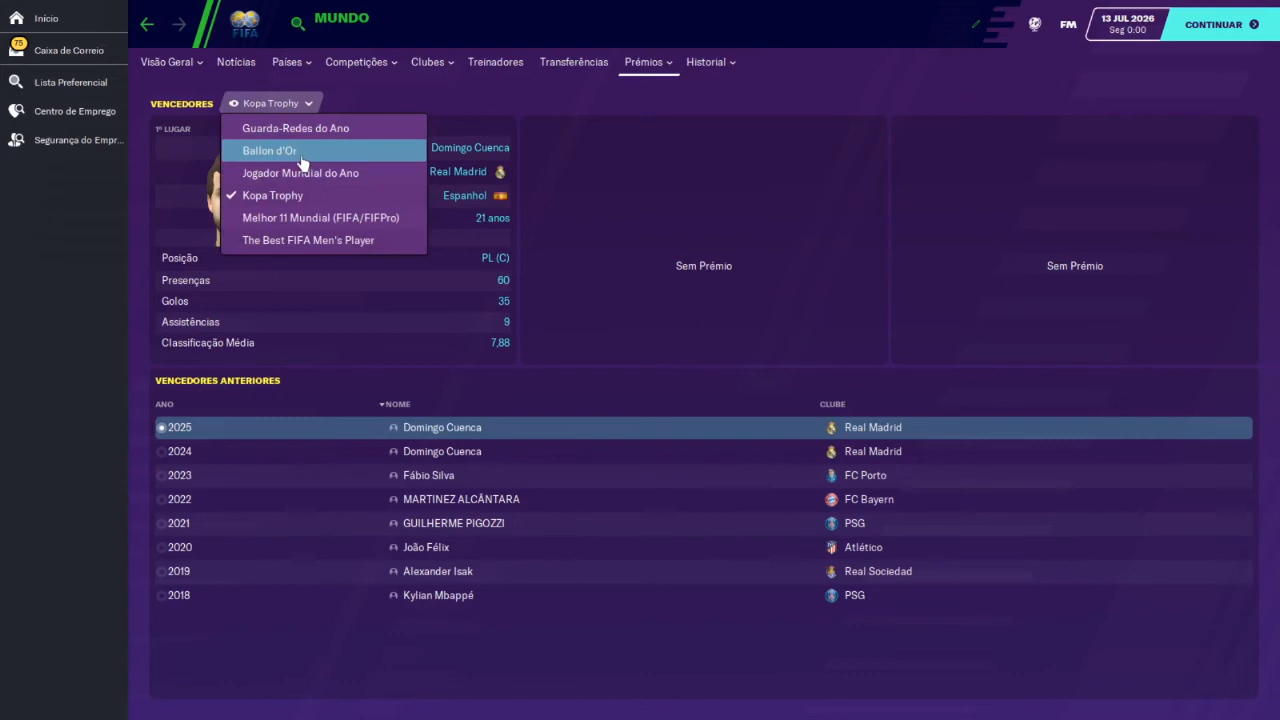 Início
MUNDO
FIFA
FM
13 JUL 2026
Seg 0:00
CONTINUAR
75
Caixa de Correio
Lista Preferencial
Centro de Emprego
Segurança do Empr...
Visão Geral
Notícias
Países
Competições
Clubes
Treinadores
Transferências
Prémios
Historial
VENCEDORES
Kopa Trophy
Guarda-Redes do Ano
Ballon d'Or
Jogador Mundial do Ano
Kopa Trophy
Melhor 11 Mundial (FIFA/FIFPro)
The Best FIFA Men's Player
1º LUGAR
Domingo Cuenca
Real Madrid
Espanhol
21 anos
Posição PL (C)
Presenças 60
Golos 35
Assistências 9
Classificação Média 7,88
Sem Prémio
Sem Prémio
VENCEDORES ANTERIORES
ANO NOME CLUBE
2025 Domingo Cuenca Real Madrid
2024 Domingo Cuenca Real Madrid
2023 Fábio Silva FC Porto
2022 MARTINEZ ALCÂNTARA FC Bayern
2021 GUILHERME PIGOZZI PSG
2020 João Félix Atlético
2019 Alexander Isak Real Sociedad
2018 Kylian Mbappé PSG